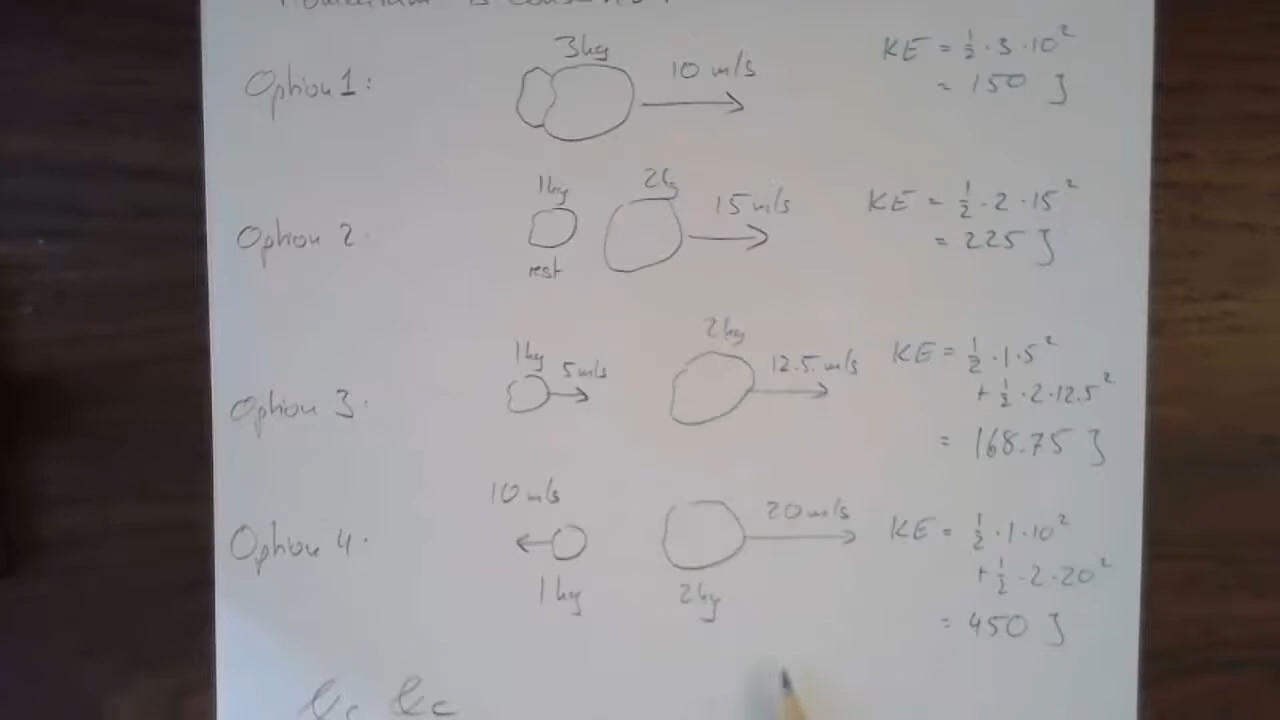 Momentum is conserved:
Option 1:
3kg
10 m/s
KE = 1/2 · 3 · 10²
= 150 J
Option 2:
1kg
2kg
15 m/s
rest
KE = 1/2 · 2 · 15²
= 225 J
Option 3:
1kg
5 m/s
2kg
12.5 m/s
KE = 1/2 · 1 · 5²
+ 1/2 · 2 · 12.5²
= 168.75 J
Option 4:
10 m/s
1kg
2kg
20 m/s
KE = 1/2 · 1 · 10²
+ 1/2 · 2 · 20²
= 450 J
&c &c